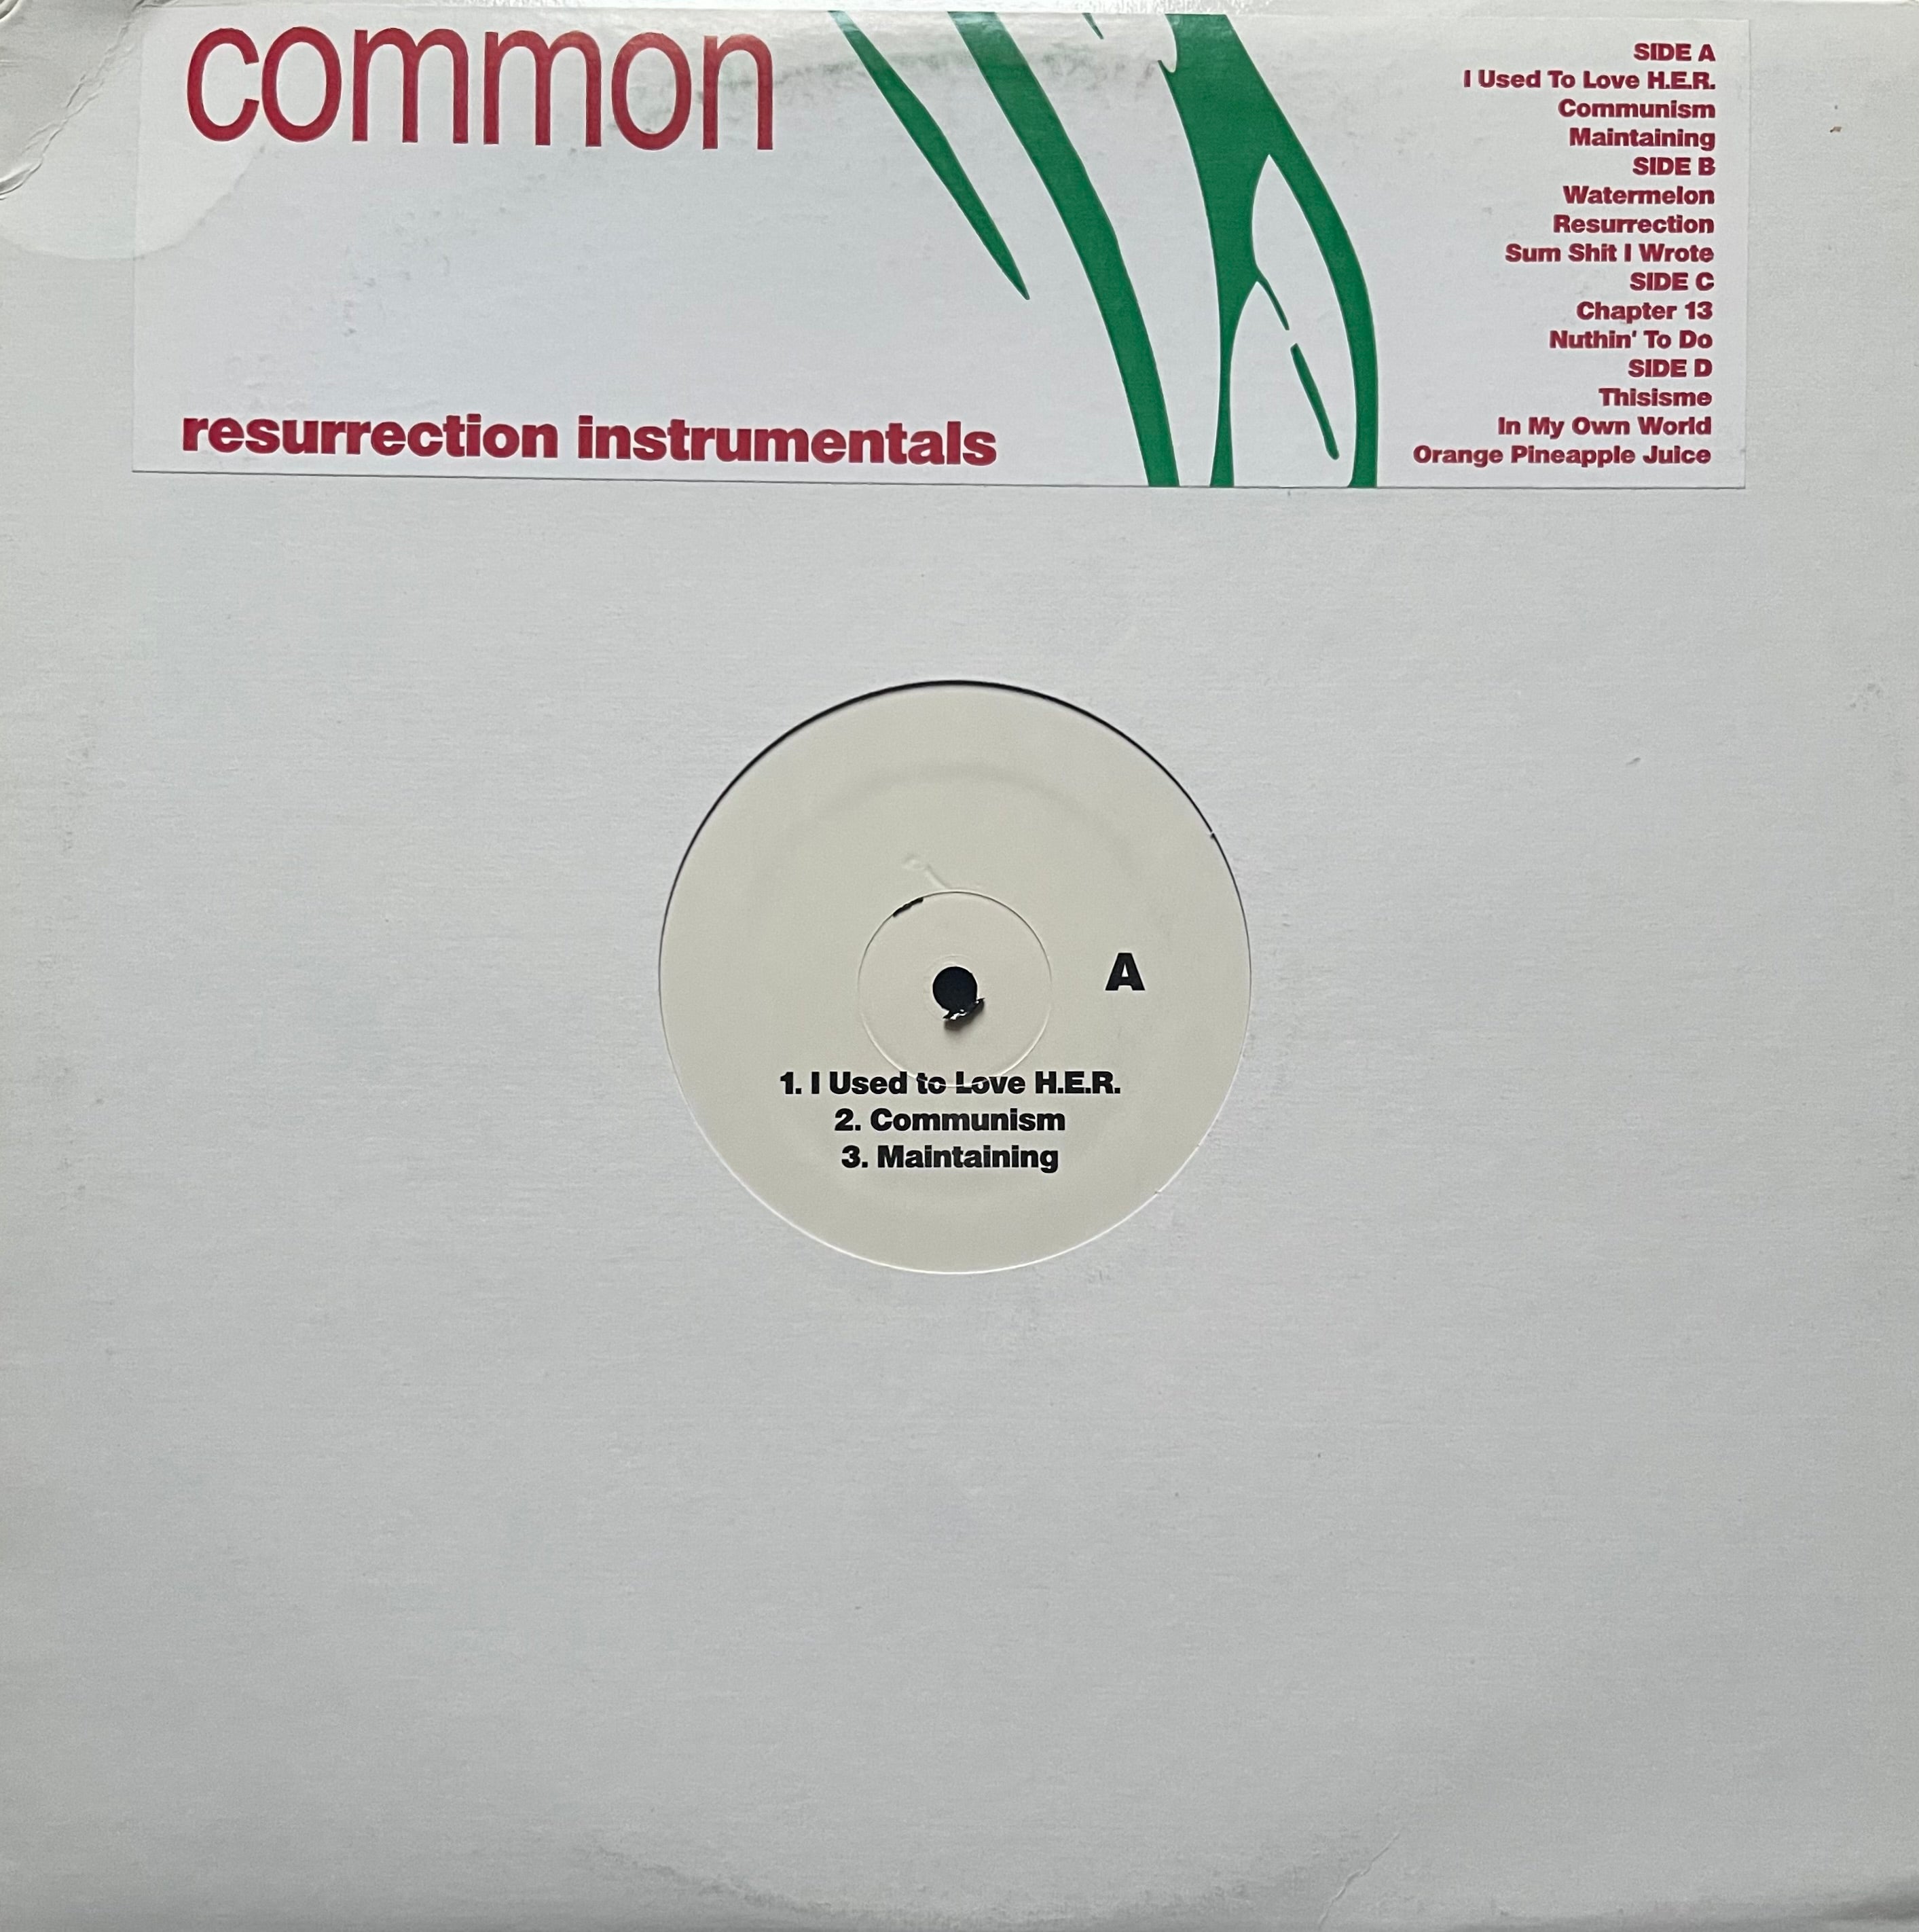 common
resurrection instrumentals
SIDE A
I Used To Love H.E.R.
Communism
Maintaining
SIDE B
Watermelon
Resurrection
Sum Shit I Wrote
SIDE C
Chapter 13
Nuthin' To Do
SIDE D
Thisisme
In My Own World
Orange Pineapple Juice
A
1. I Used to Love H.E.R.
2. Communism
3. Maintaining